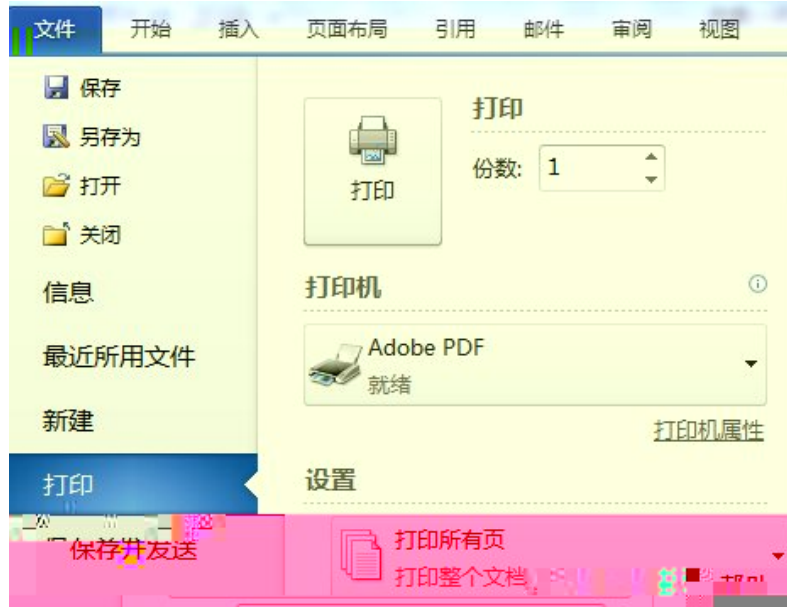 文件 开始 插入 页面布局 引用 邮件 审阅 视图
保存
另存为
打开
关闭
信息
最近所用文件
新建
打印
保存并发送
打印
打印
份数: 1
打印机
Adobe PDF
就绪
打印机属性
设置
打印所有页
打印整个文档